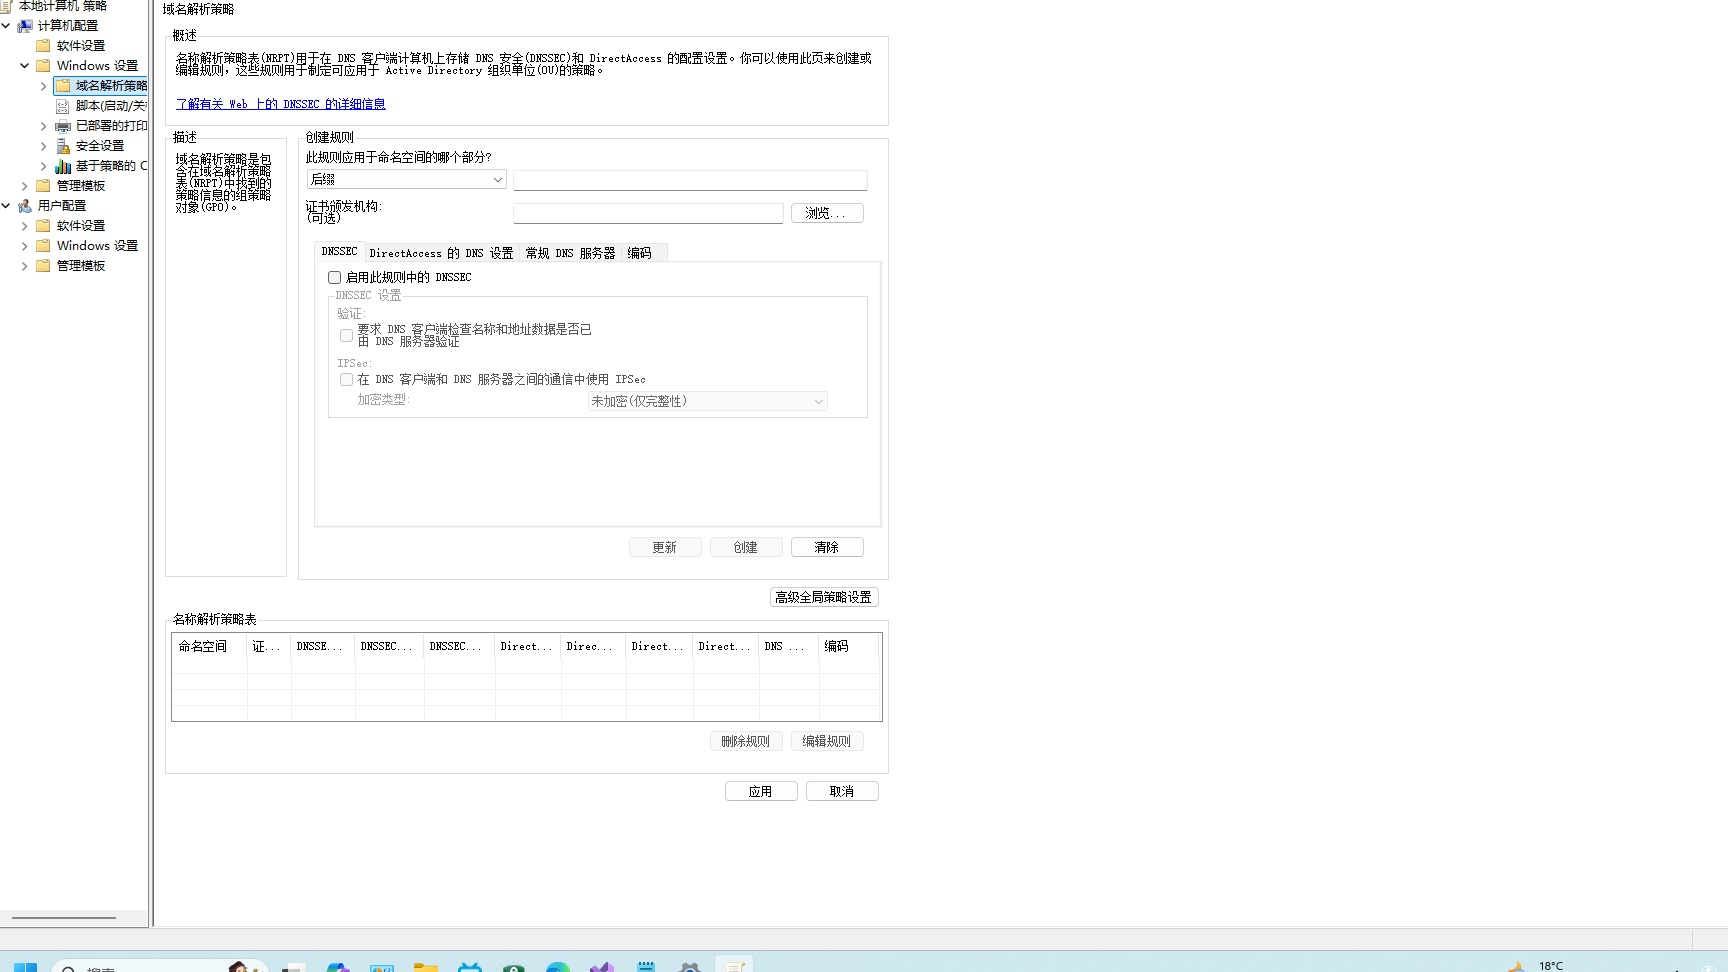 本地计算机 策略
计算机配置
软件设置
Windows 设置
域名解析策略
脚本(启动/关
已部署的打印
安全设置
基于策略的
管理模板
用户配置
软件设置
Windows 设置
管理模板
域名解析策略
概述
名称解析策略表(NRPT)用于在 DNS 客户端计算机上存储 DNS 安全(DNSSEC)和 DirectAccess 的配置设置。你可以使用此页来创建或
编辑规则，这些规则用于制定可应用于 Active Directory 组织单位(OU)的策略。
了解有关 Web 上的 DNSSEC 的详细信息
描述
域名解析策略是包
含在域名解析策略
表(NRPT)中找到的
策略信息的组策略
对象(GPO)。
创建规则
此规则应用于命名空间的哪个部分?
后缀
证书颁发机构:
(可选)
浏览...
DNSSEC
DirectAccess 的 DNS 设置
常规 DNS 服务器
编码
启用此规则中的 DNSSEC
DNSSEC 设置
验证:
要求 DNS 客户端检查名称和地址数据是否已
由 DNS 服务器验证
IPSec:
在 DNS 客户端和 DNS 服务器之间的通信中使用 IPSec
加密类型:
未加密(仅完整性)
更新
创建
清除
高级全局策略设置
名称解析策略表
命名空间 证... DNSSE... DNSSEC... DNSSEC... Direct... Direc... Direct... Direct... DNS ... 编码
删除规则
编辑规则
应用
取消
搜索
18°C